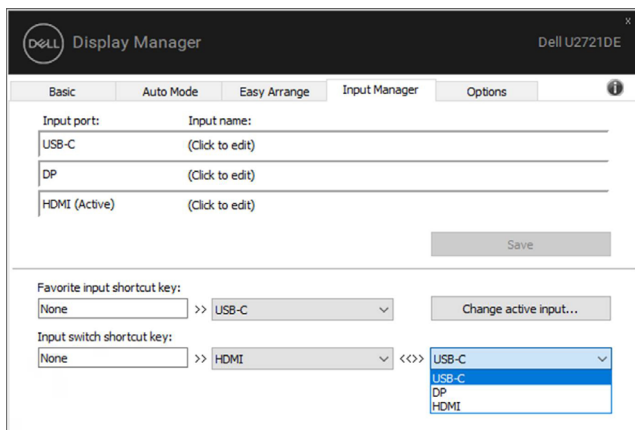 x
DELL Display Manager Dell U2721DE
Basic Auto Mode Easy Arrange Input Manager Options i
Input port: Input name:
USB-C (Click to edit)
DP (Click to edit)
HDMI (Active) (Click to edit)
Save
Favorite input shortcut key:
None >> USB-C Change active input...
Input switch shortcut key:
None >> HDMI <<>> USB-C
USB-C
DP
HDMI